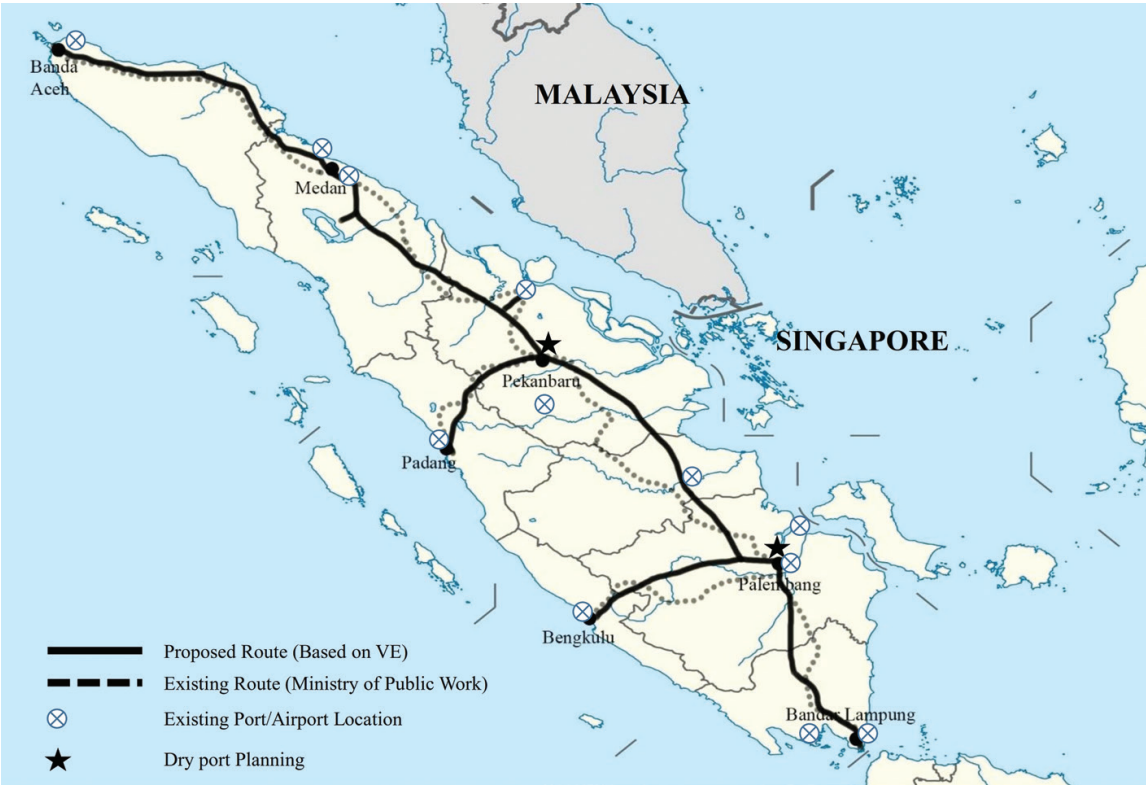 MALAYSIA
Banda
Aceh
Medan
SINGAPORE
Pekanbaru
Padang
Palembang
Bengkulu
Bandar Lampung
Proposed Route (Based on VE)
Existing Route (Ministry of Public Work)
Existing Port/Airport Location
Dry port Planning